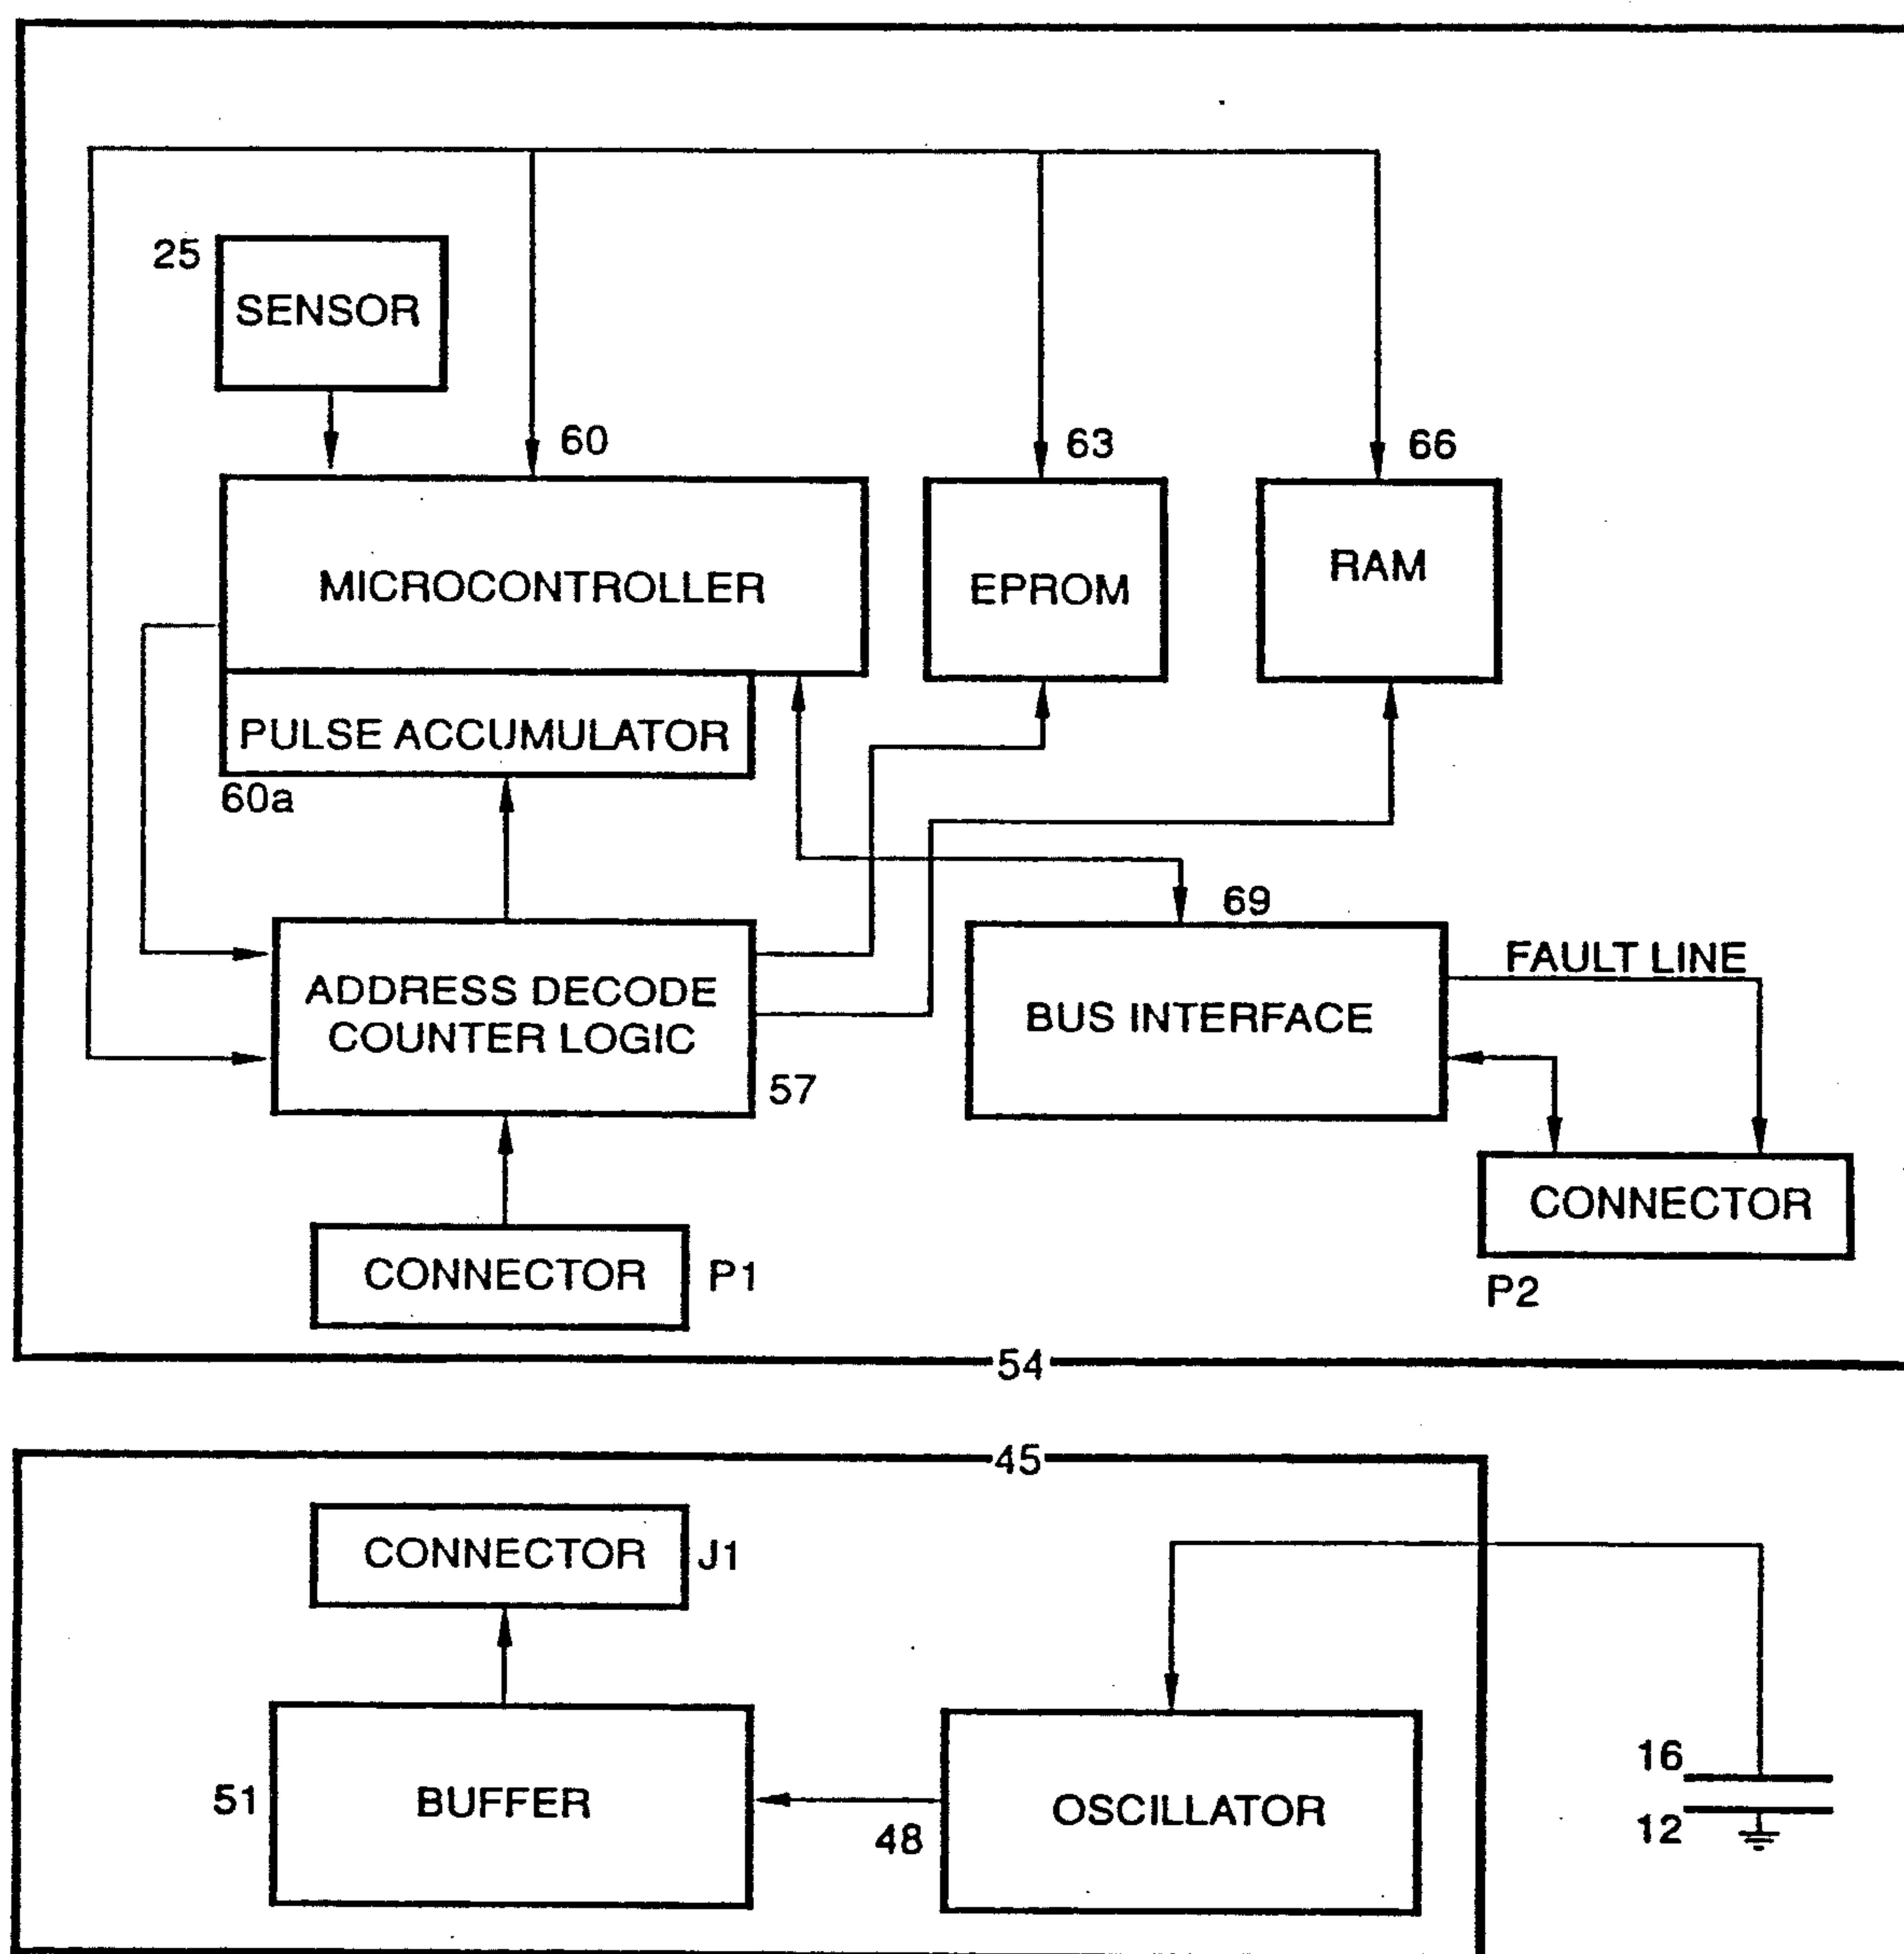 25
SENSOR
60
63
66
MICROCONTROLLER
EPROM
RAM
PULSE ACCUMULATOR
60a
69
FAULT LINE
ADDRESS DECODE
COUNTER LOGIC
BUS INTERFACE
57
CONNECTOR
P1
CONNECTOR
P2
54
45
CONNECTOR
J1
51
BUFFER
48
OSCILLATOR
16
12